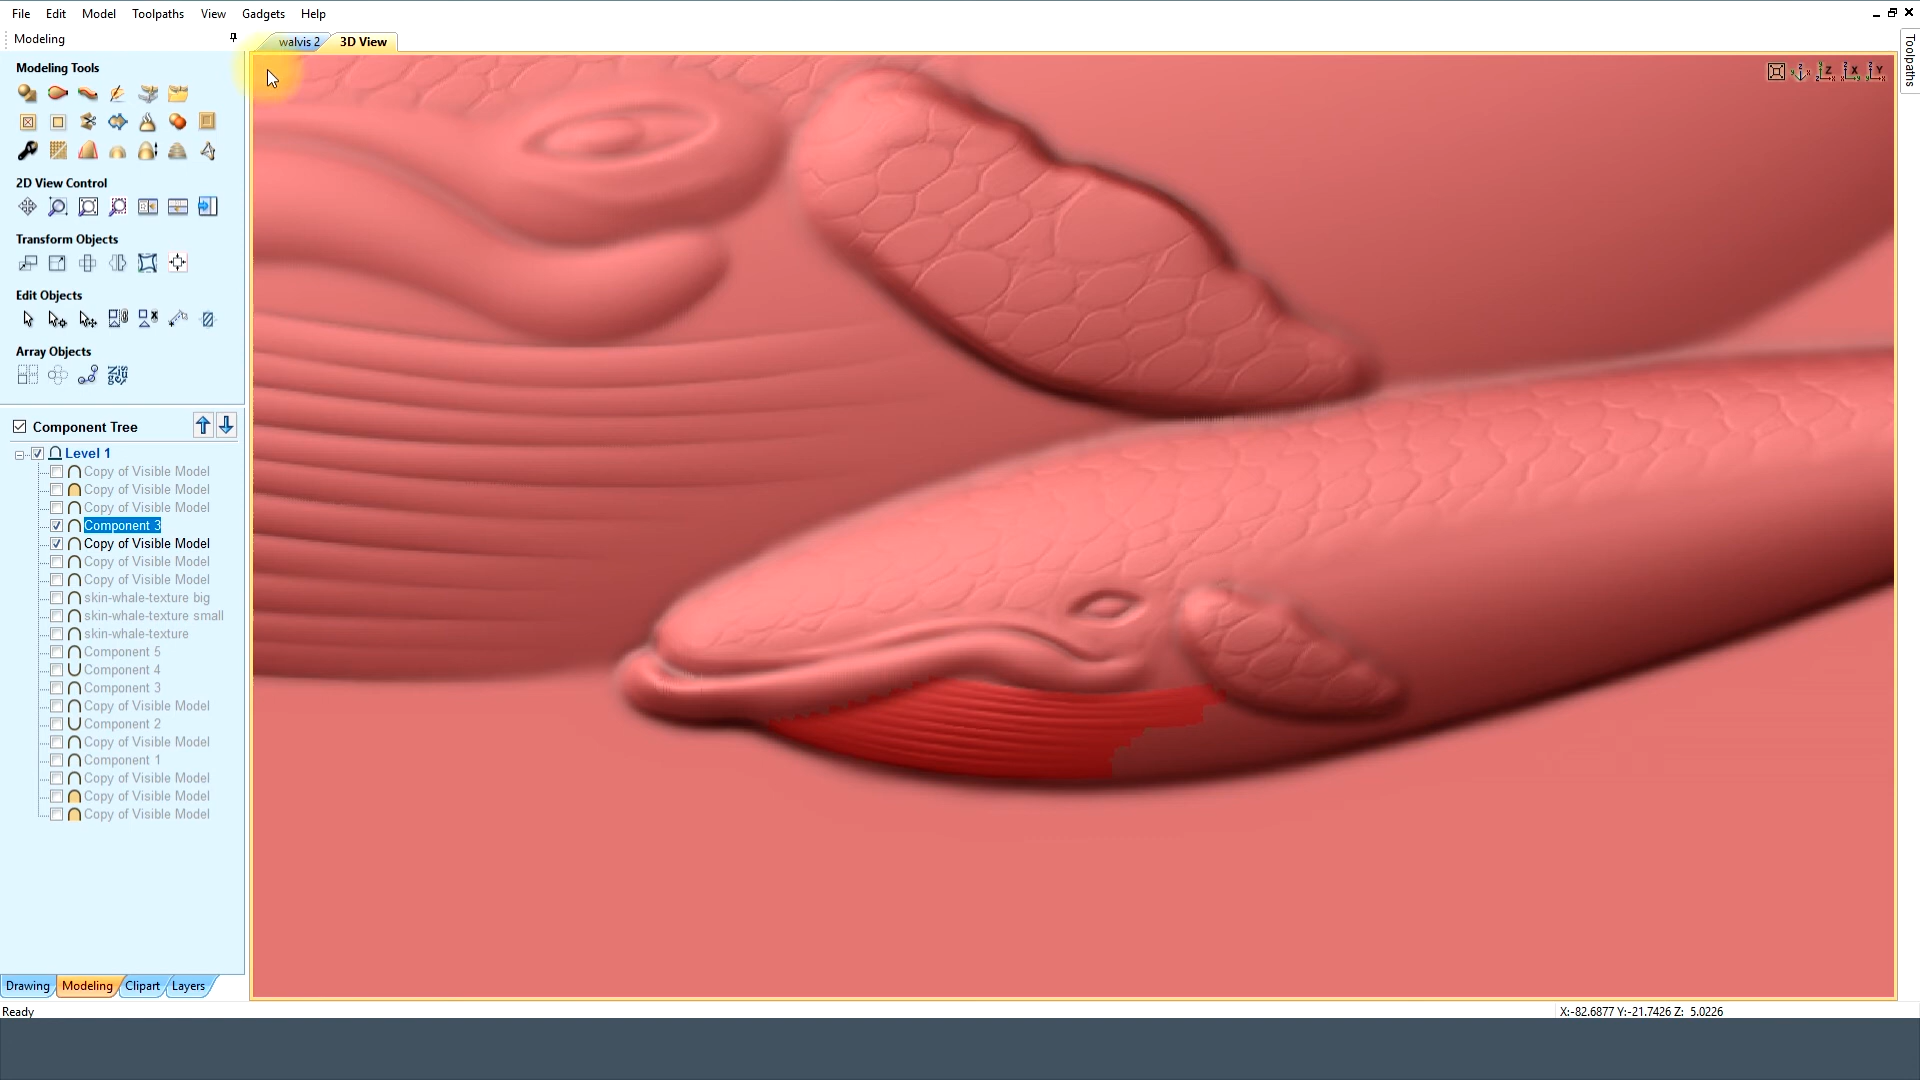 File Edit Model Toolpaths View Gadgets Help
Modeling
walvis 2 3D View
Toolpaths
Modeling Tools
2D View Control
Transform Objects
Edit Objects
Array Objects
Component Tree
Level 1
Copy of Visible Model
Copy of Visible Model
Copy of Visible Model
Component 3
Copy of Visible Model
Copy of Visible Model
Copy of Visible Model
skin-whale-texture big
skin-whale-texture small
skin-whale-texture
Component 5
Component 4
Component 3
Copy of Visible Model
Component 2
Copy of Visible Model
Component 1
Copy of Visible Model
Copy of Visible Model
Copy of Visible Model
Drawing Modeling Clipart Layers
Ready
X:-82.6877 Y:-21.7426 Z: 5.0226